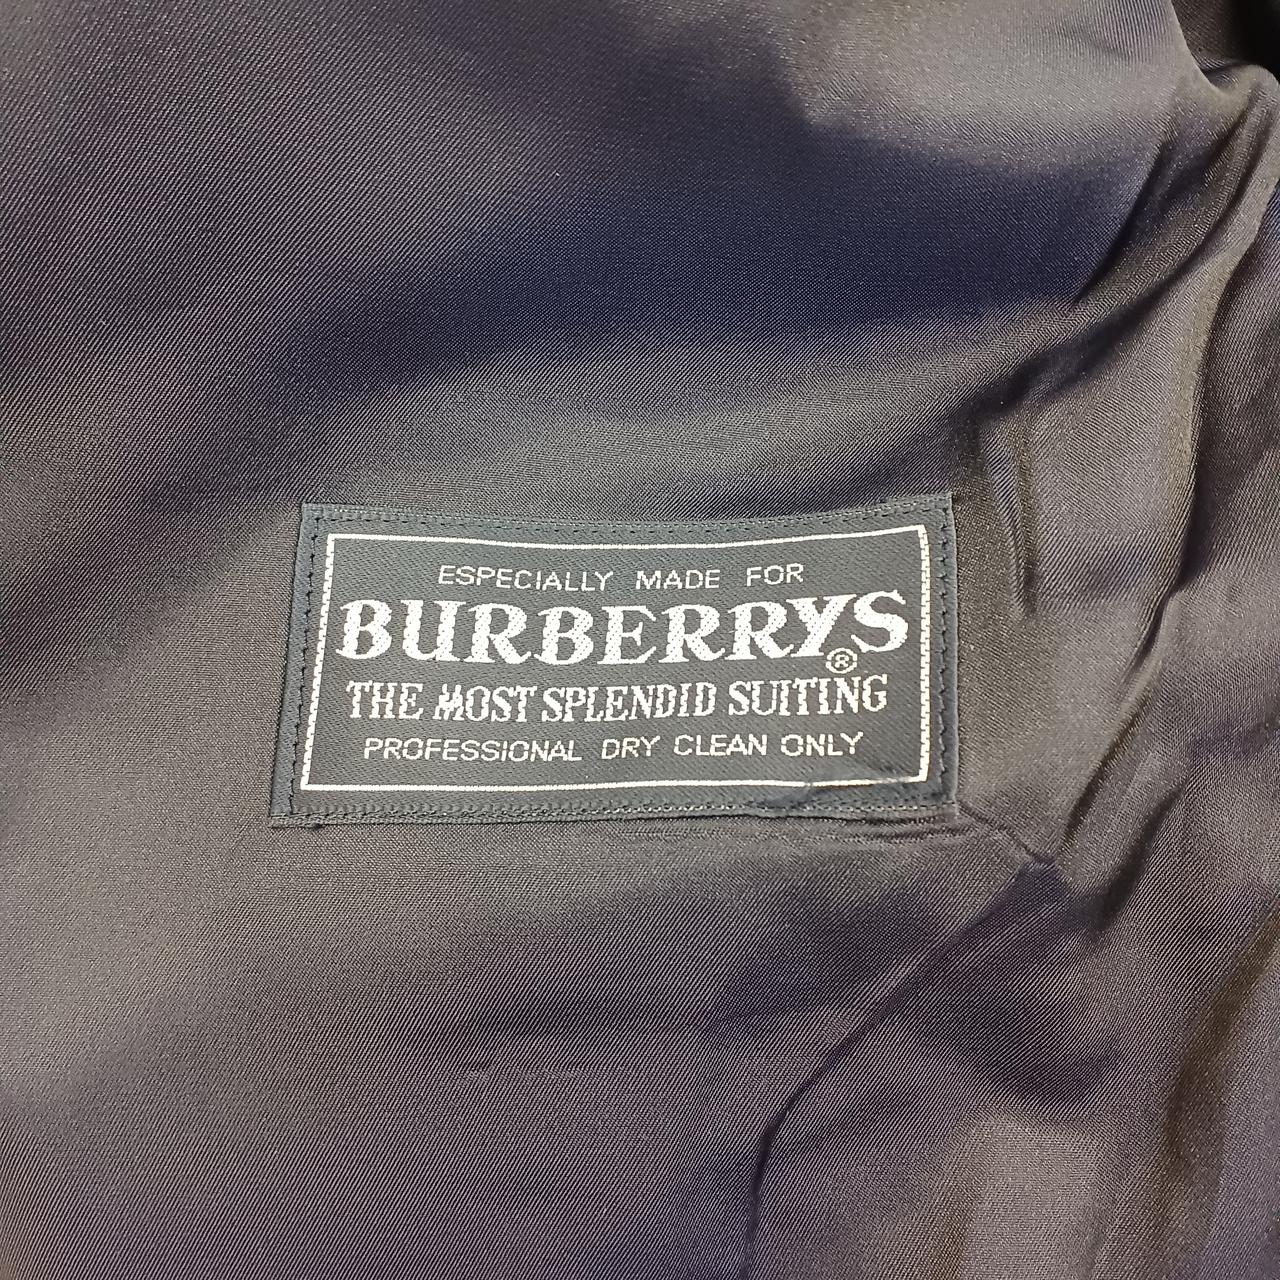 ESPECIALLY MADE FOR
BURBERRYS®
THE MOST SPLENDID SUITING
PROFESSIONAL DRY CLEAN ONLY